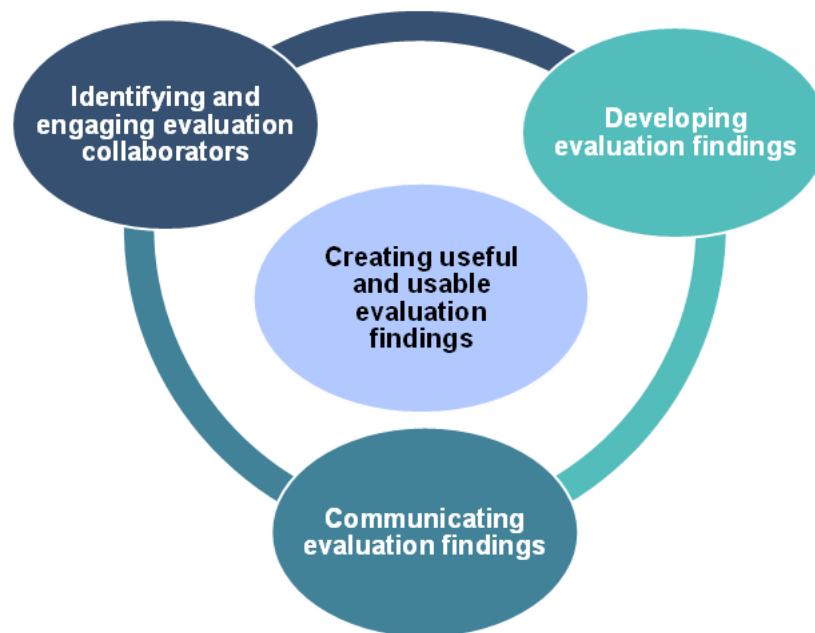 Identifying and
engaging evaluation
collaborators
Developing
evaluation findings
Creating useful
and usable
evaluation
findings
Communicating
evaluation findings